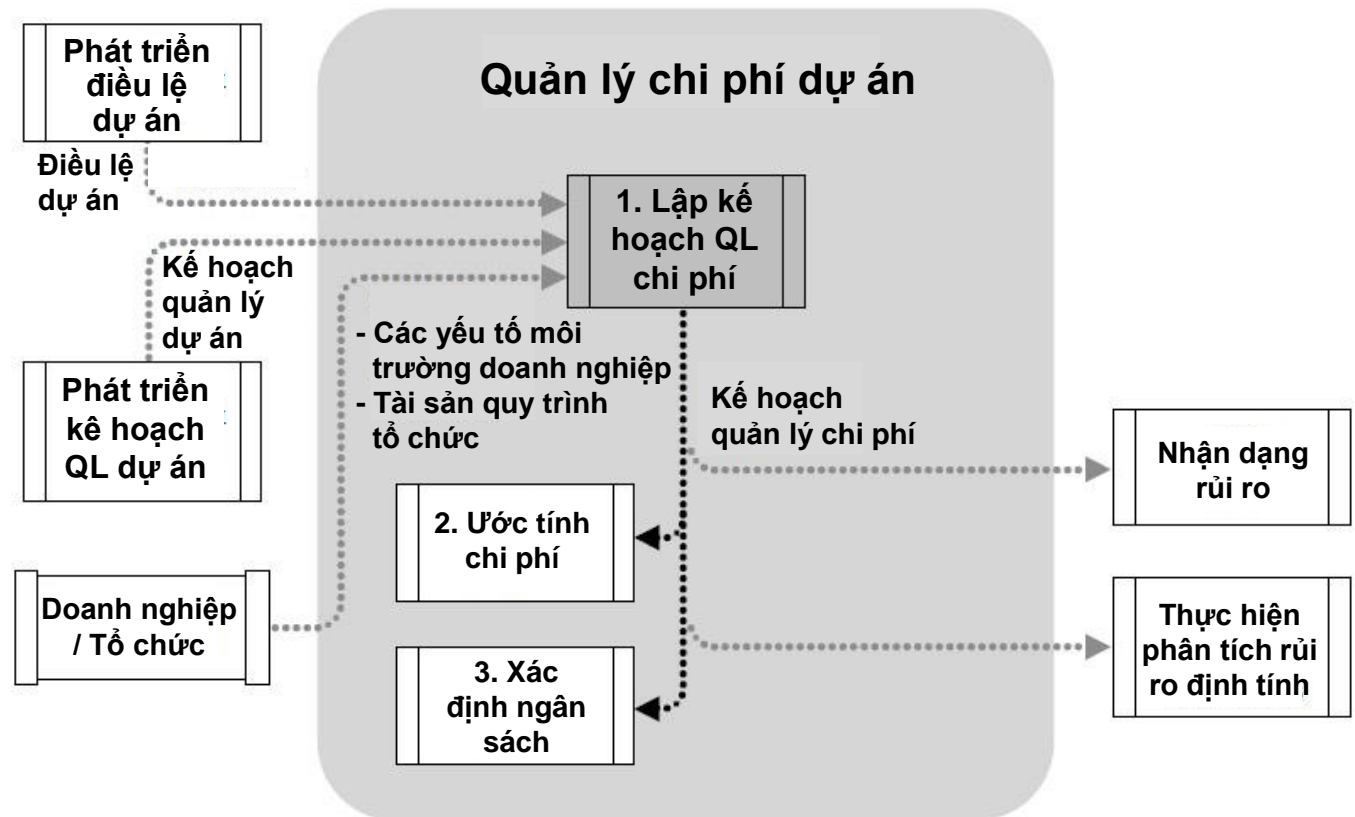 Quản lý chi phí dự án
Phát triển
điều lệ
dự án
Điều lệ
dự án
1. Lập kế
hoạch QL
chi phí
Kế hoạch
quản lý
dự án
Phát triển
kê hoạch
QL dự án
- Các yếu tố môi
trường doanh nghiệp
- Tài sản quy trình
tổ chức
Kế hoạch
quản lý chi phí
Nhận dạng
rủi ro
2. Ước tính
chi phí
Doanh nghiệp
/ Tổ chức
Thực hiện
phân tích rủi
ro định tính
3. Xác
định ngân
sách